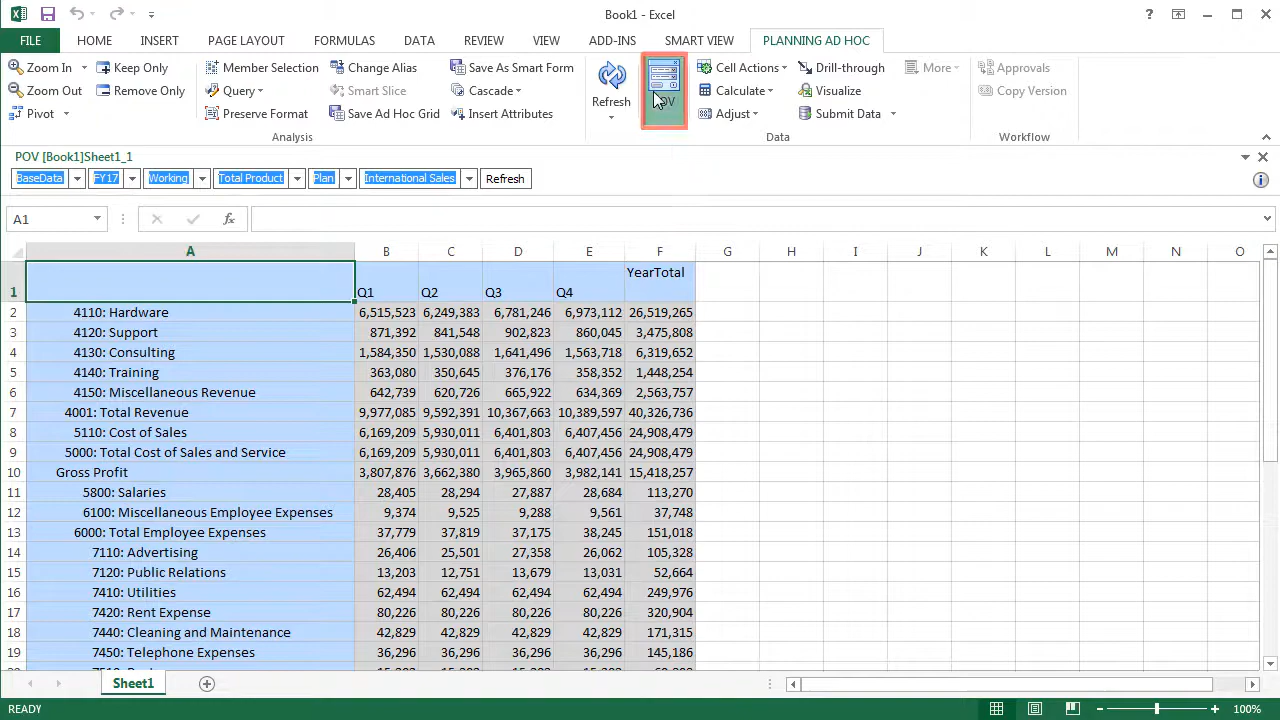 Book1 - Excel
FILE HOME INSERT PAGE LAYOUT FORMULAS DATA REVIEW VIEW ADD-INS SMART VIEW PLANNING AD HOC
Zoom In Keep Only Member Selection Change Alias Save As Smart Form Cell Actions Drill-through More Approvals
Zoom Out Remove Only Query Smart Slice Cascade Refresh POV Calculate Visualize Copy Version
Pivot Preserve Format Save Ad Hoc Grid Insert Attributes Adjust Submit Data
Analysis Data Workflow
POV [Book1]Sheet1_1
BaseData FY17 Working Total Product Plan International Sales Refresh
A1 fx
A B C D E F G H I J K L M N O
1 Q1 Q2 Q3 Q4 YearTotal
2 4110: Hardware 6,515,523 6,249,383 6,781,246 6,973,112 26,519,265
3 4120: Support 871,392 841,548 902,823 860,045 3,475,808
4 4130: Consulting 1,584,350 1,530,088 1,641,496 1,563,718 6,319,652
5 4140: Training 363,080 350,645 376,176 358,352 1,448,254
6 4150: Miscellaneous Revenue 642,739 620,726 665,922 634,369 2,563,757
7 4001: Total Revenue 9,977,085 9,592,391 10,367,663 10,389,597 40,326,736
8 5110: Cost of Sales 6,169,209 5,930,011 6,401,803 6,407,456 24,908,479
9 5000: Total Cost of Sales and Service 6,169,209 5,930,011 6,401,803 6,407,456 24,908,479
10 Gross Profit 3,807,876 3,662,380 3,965,860 3,982,141 15,418,257
11 5800: Salaries 28,405 28,294 27,887 28,684 113,270
12 6100: Miscellaneous Employee Expenses 9,374 9,525 9,288 9,561 37,748
13 6000: Total Employee Expenses 37,779 37,819 37,175 38,245 151,018
14 7110: Advertising 26,406 25,501 27,358 26,062 105,328
15 7120: Public Relations 13,203 12,751 13,679 13,031 52,664
16 7410: Utilities 62,494 62,494 62,494 62,494 249,976
17 7420: Rent Expense 80,226 80,226 80,226 80,226 320,904
18 7440: Cleaning and Maintenance 42,829 42,829 42,829 42,829 171,315
19 7450: Telephone Expenses 36,296 36,296 36,296 36,296 145,186
Sheet1
READY 100%